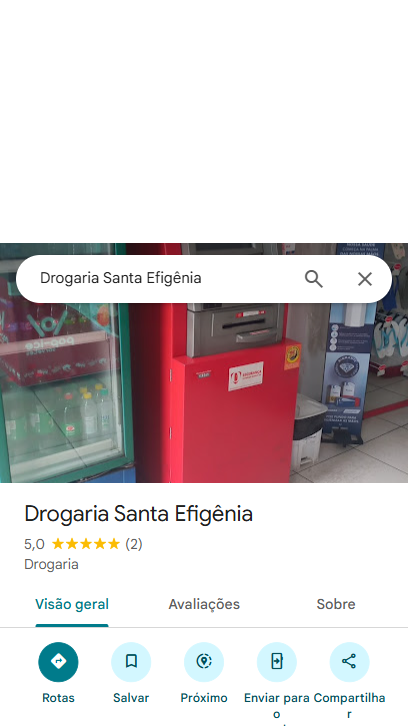 Drogaria Santa Efigênia
Drogaria Santa Efigênia
5,0 (2)
Drogaria
Visão geral
Avaliações
Sobre
Rotas
Salvar
Próximo
Enviar para o
Compartilhar